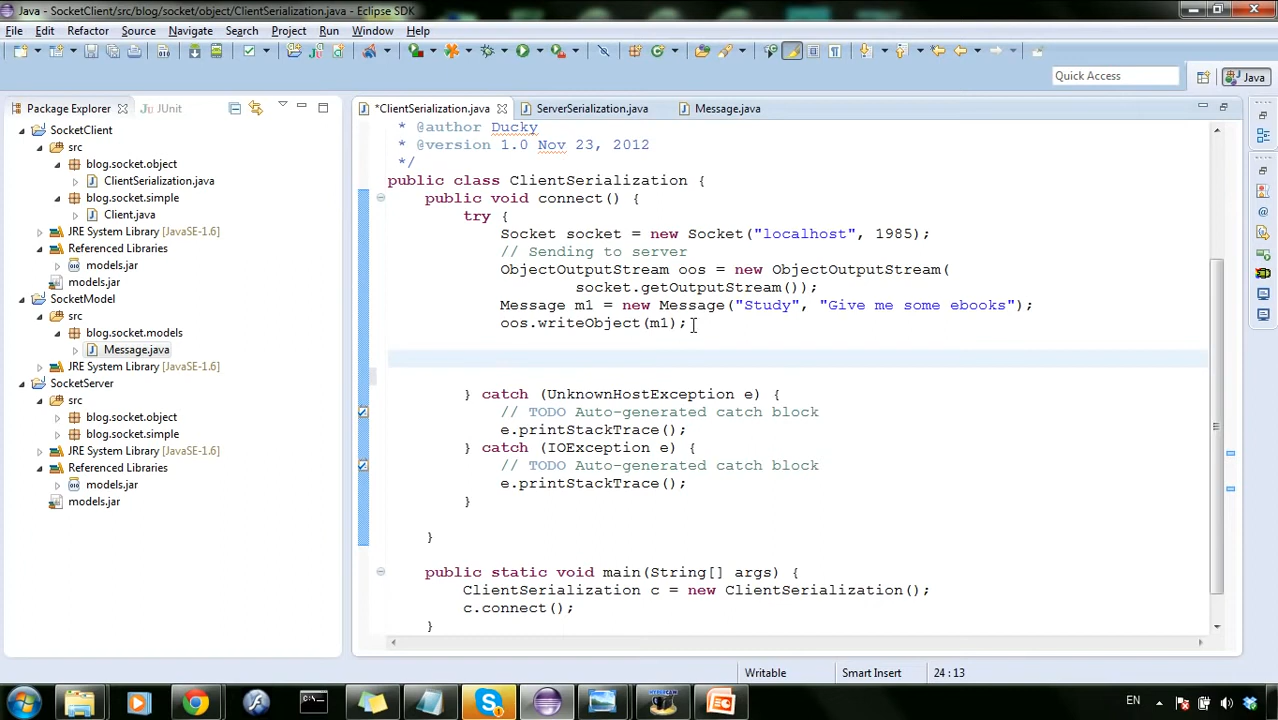 Java - SocketClient/src/blog/socket/object/ClientSerialization.java - Eclipse SDK
File Edit Refactor Source Navigate Search Project Run Window Help
Quick Access
Java
Package Explorer
JUnit
*ClientSerialization.java
ServerSerialization.java
Message.java
SocketClient
src
blog.socket.object
ClientSerialization.java
blog.socket.simple
Client.java
JRE System Library [JavaSE-1.6]
Referenced Libraries
models.jar
models.jar
SocketModel
src
blog.socket.models
Message.java
JRE System Library [JavaSE-1.6]
SocketServer
src
blog.socket.object
blog.socket.simple
JRE System Library [JavaSE-1.6]
Referenced Libraries
models.jar
models.jar
* @author Ducky
* @version 1.0 Nov 23, 2012
*/
public class ClientSerialization {
public void connect() {
try {
Socket socket = new Socket("localhost", 1985);
// Sending to server
ObjectOutputStream oos = new ObjectOutputStream(
socket.getOutputStream());
Message m1 = new Message("Study", "Give me some ebooks");
oos.writeObject(m1);
} catch (UnknownHostException e) {
// TODO Auto-generated catch block
e.printStackTrace();
} catch (IOException e) {
// TODO Auto-generated catch block
e.printStackTrace();
}
}
public static void main(String[] args) {
ClientSerialization c = new ClientSerialization();
c.connect();
}
Writable
Smart Insert
24 : 13
EN